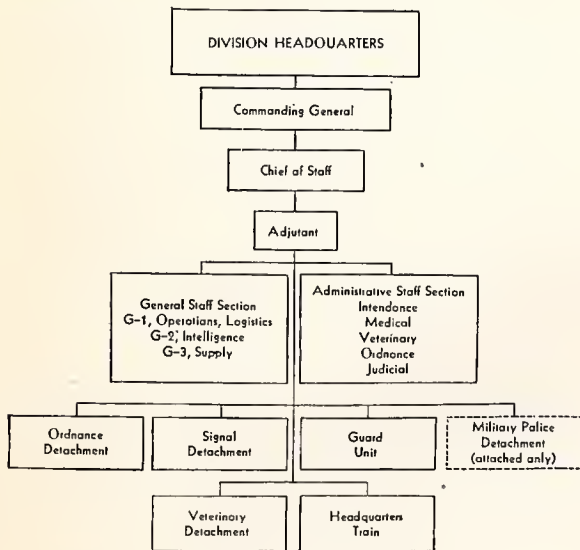 DIVISION HEADQUARTERS
Commanding General
Chief of Staff
Adjutant
General Staff Section
G-1, Operations, Logistics
G-2, Intelligence
G-3, Supply
Administrative Staff Section
Intendonce
Medical
Veterinary
Ordnonce
Judicial
Ordnance
Detachment
Signal
Detachment
Guard
Unit
Military Police
Detachment
(attached only)
Veterinary
Detachment
Headquarters
Train